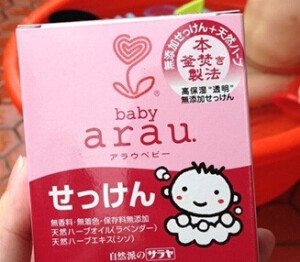 無添加せっけん+天然ハーブ
本
釜焚き
製法
高保湿"透明"
無添加せっけん
baby
arau.
アラウベビー
せっけん
無香料・無着色・保存料無添加
天然ハーブオイル(ラベンダー)
天然ハーブエキス(シソ)
自然派のサラヤ